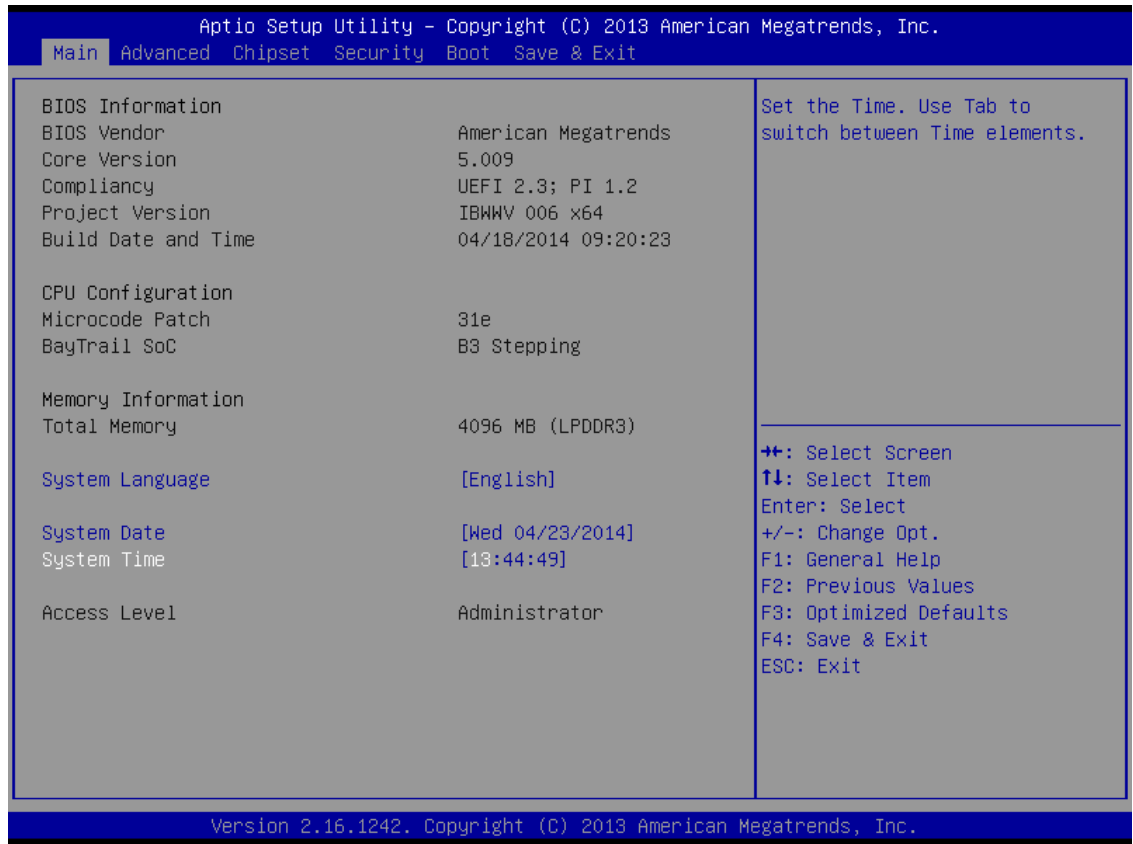 Aptio Setup Utility – Copyright (C) 2013 American Megatrends, Inc.
Main Advanced Chipset Security Boot Save & Exit
BIOS Information
BIOS Vendor American Megatrends
Core Version 5.009
Compliancy UEFI 2.3; PI 1.2
Project Version IBWWV 006 x64
Build Date and Time 04/18/2014 09:20:23
CPU Configuration
Microcode Patch 31e
BayTrail SoC B3 Stepping
Memory Information
Total Memory 4096 MB (LPDDR3)
System Language [English]
System Date [Wed 04/23/2014]
System Time [13:44:49]
Access Level Administrator
Set the Time. Use Tab to
switch between Time elements.
→←: Select Screen
↑↓: Select Item
Enter: Select
+/-: Change Opt.
F1: General Help
F2: Previous Values
F3: Optimized Defaults
F4: Save & Exit
ESC: Exit
Version 2.16.1242. Copyright (C) 2013 American Megatrends, Inc.